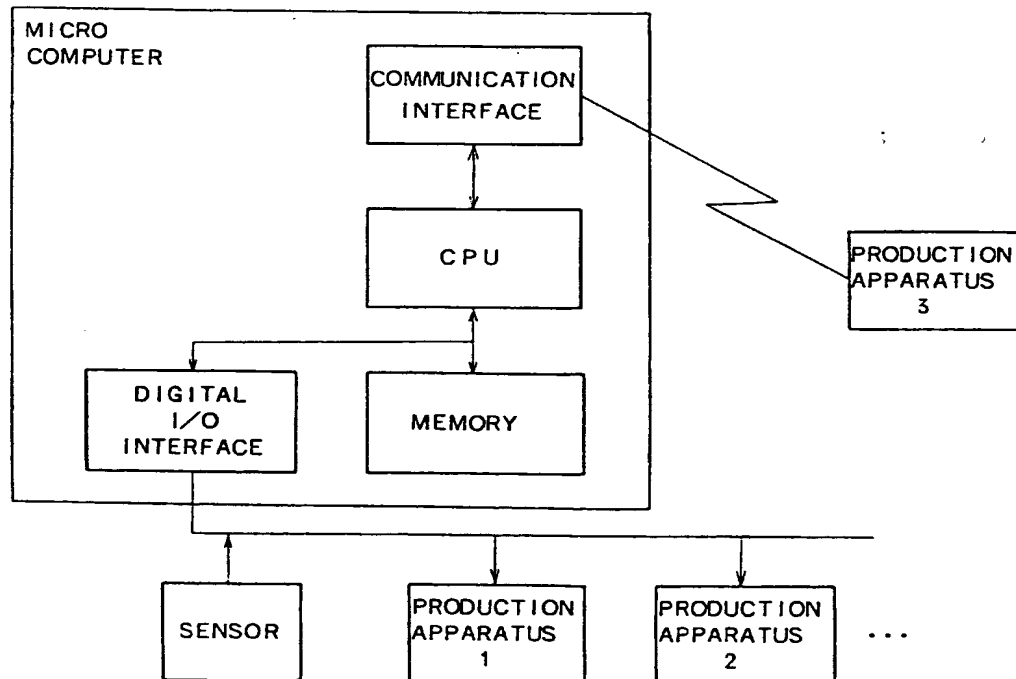 MICRO
COMPUTER
COMMUNICATION
INTERFACE
CPU
PRODUCTION
APPARATUS
3
DIGITAL
I/O
INTERFACE
MEMORY
SENSOR
PRODUCTION
APPARATUS
1
PRODUCTION
APPARATUS
2
...